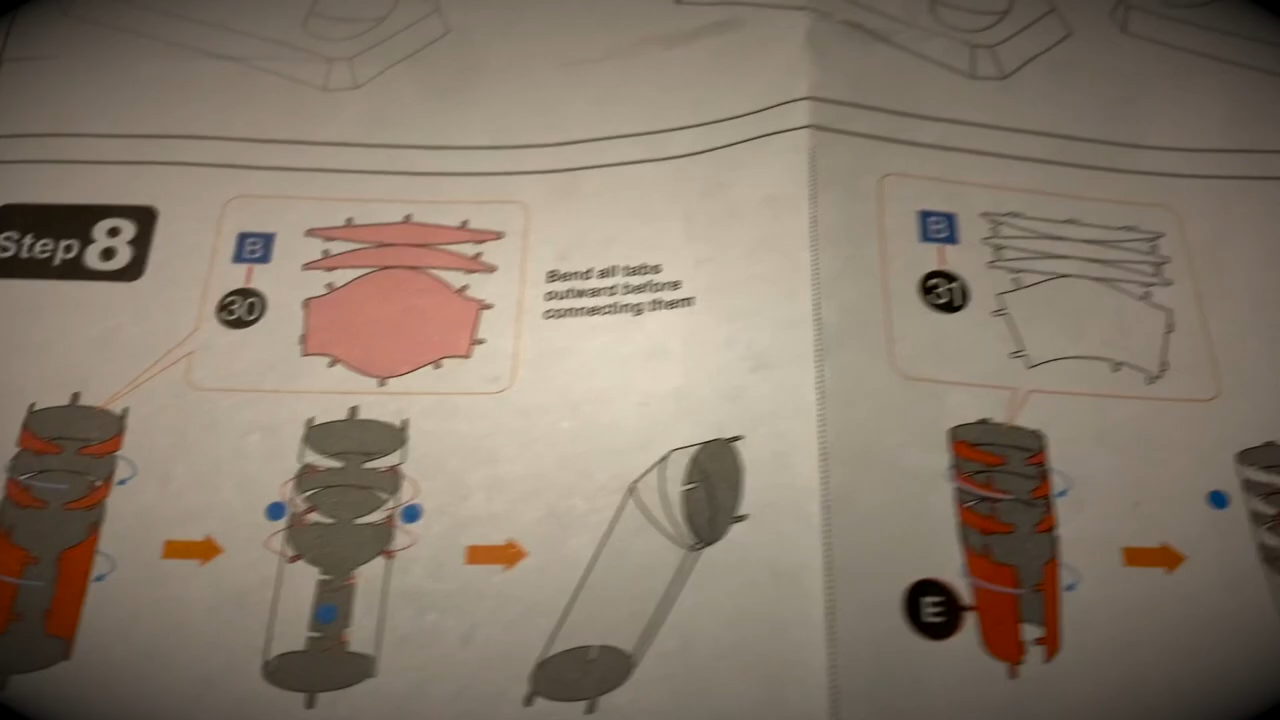 Step 8
B
30
Bend all tabs
outward before
connecting them
B
31
E